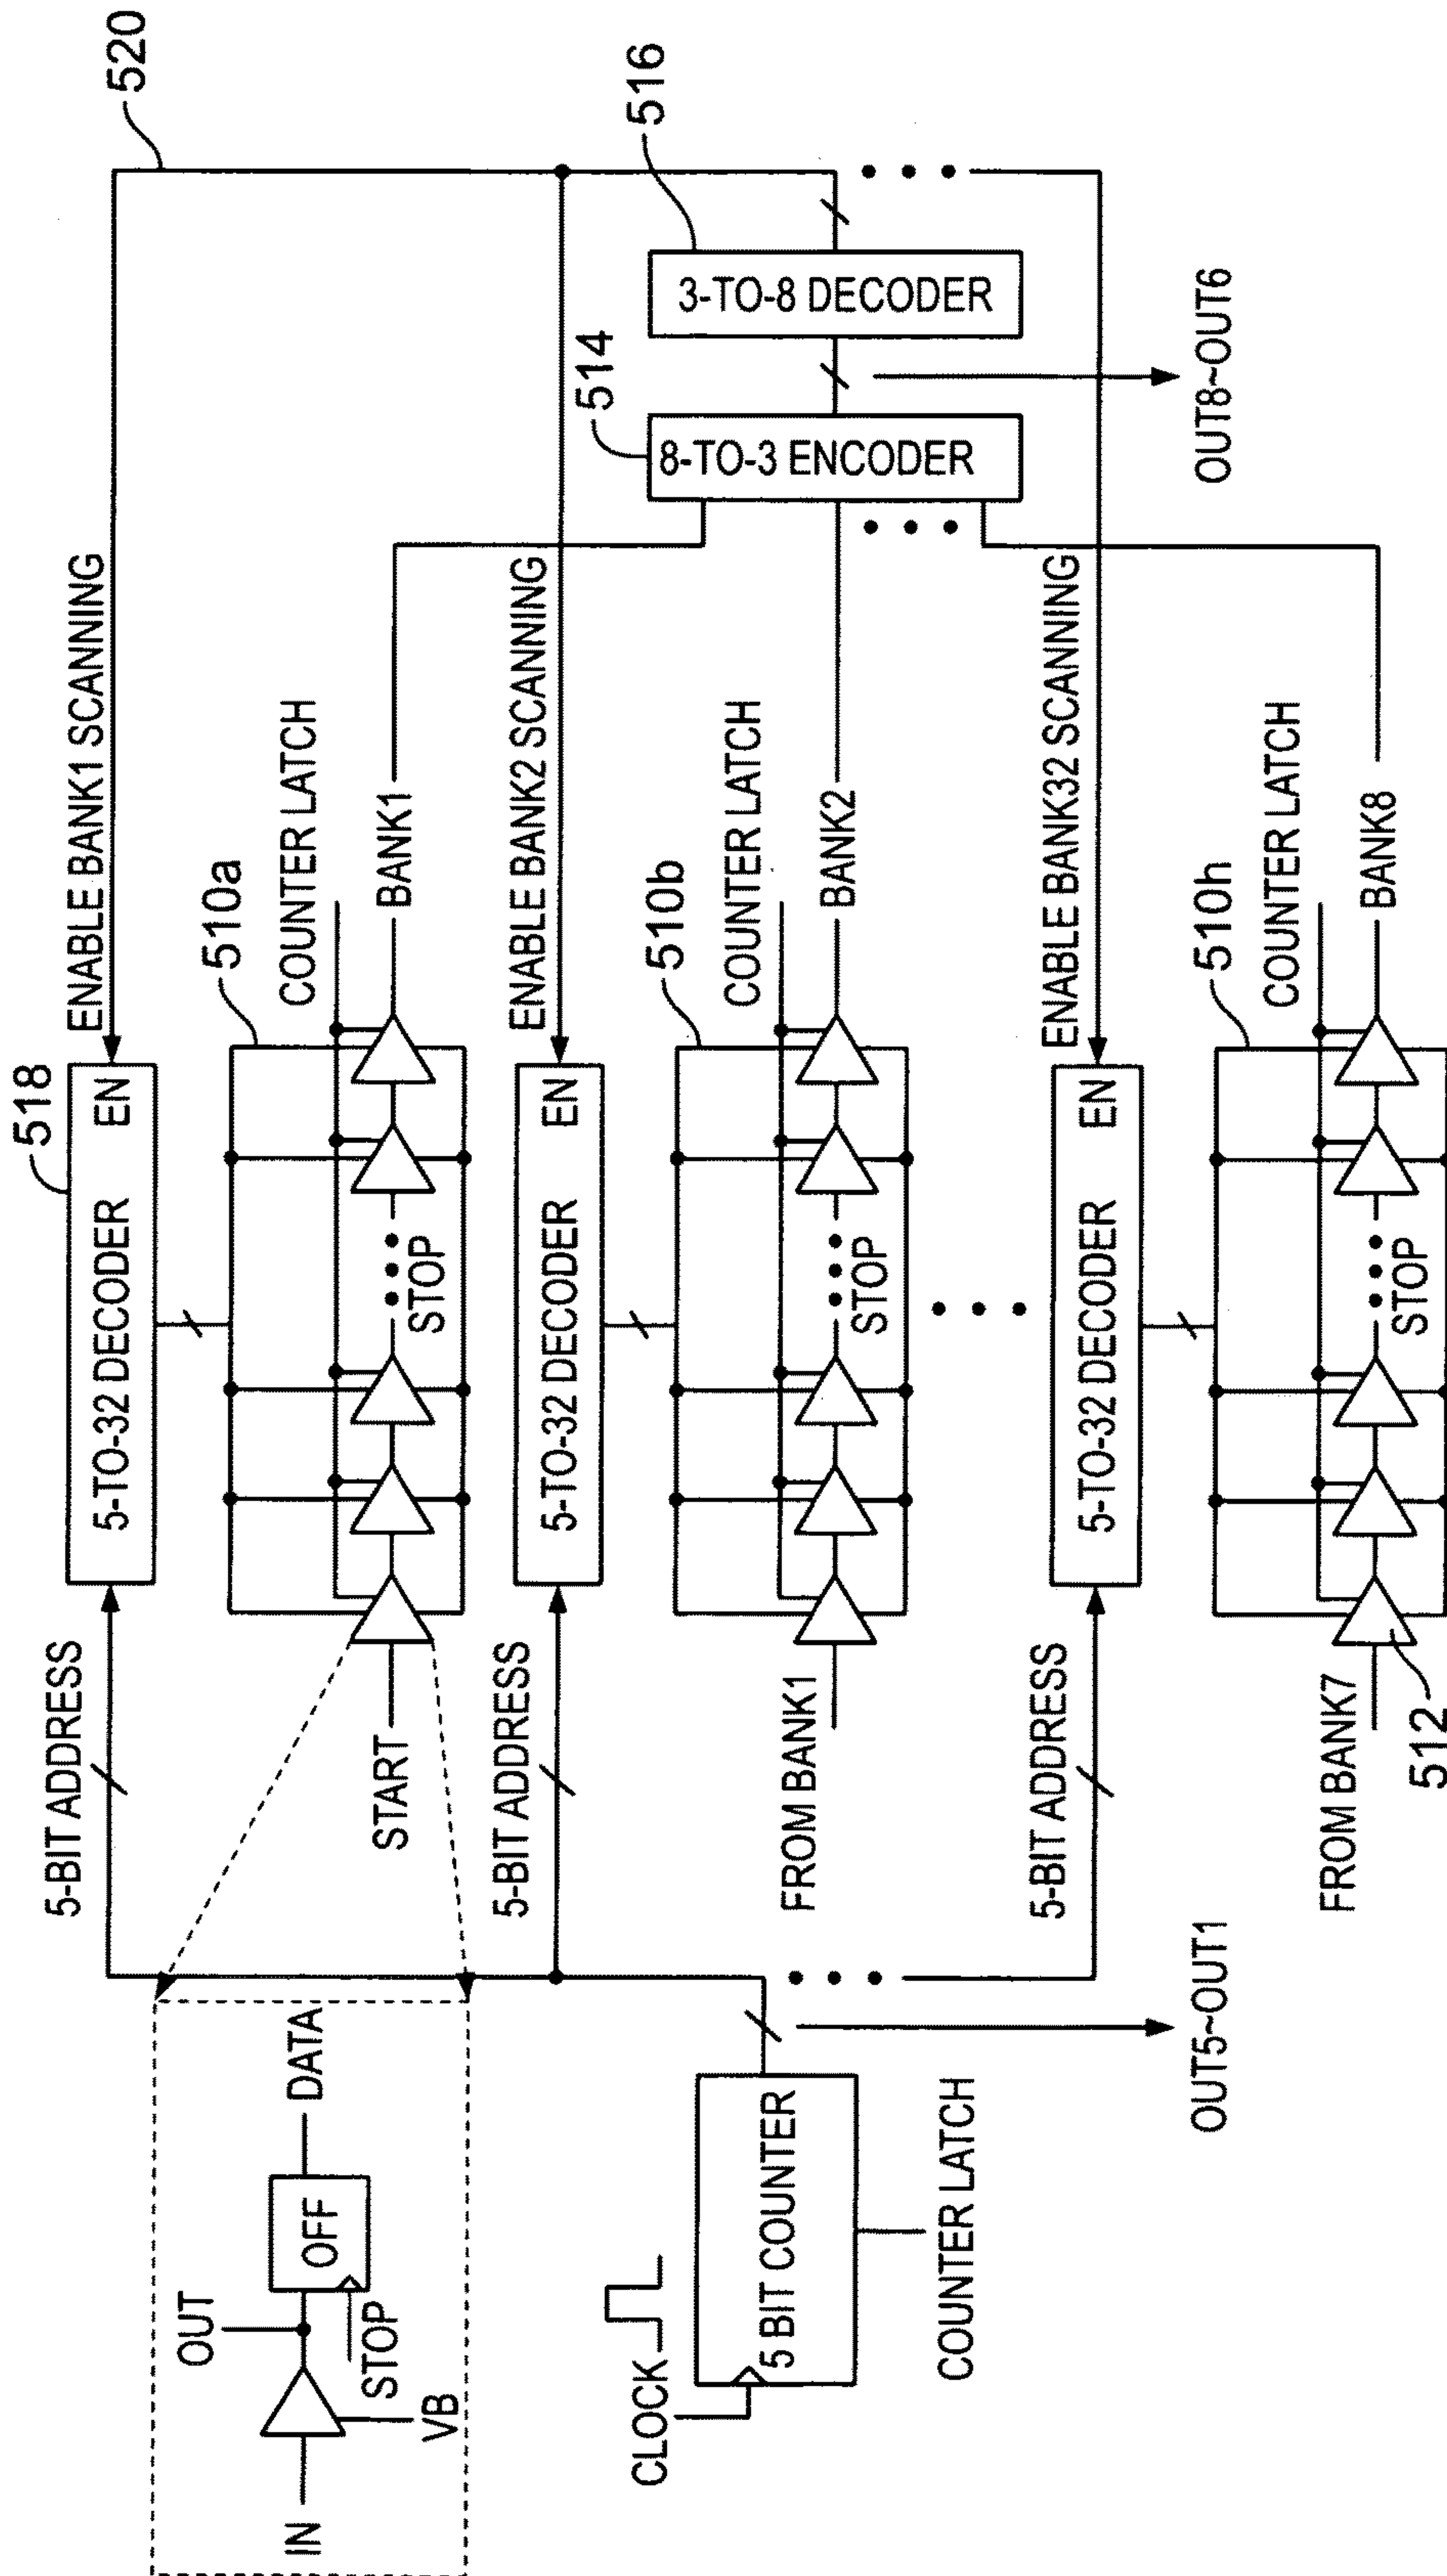 520
516
514
518
ENABLE BANK1 SCANNING
5-TO-32 DECODER EN
5-BIT ADDRESS
510a
COUNTER LATCH
BANK1
STOP
START
ENABLE BANK2 SCANNING
5-TO-32 DECODER EN
5-BIT ADDRESS
510b
COUNTER LATCH
BANK2
STOP
FROM BANK1
3-TO-8 DECODER
8-TO-3 ENCODER
OUT8~OUT6
ENABLE BANK32 SCANNING
5-TO-32 DECODER EN
5-BIT ADDRESS
510h
COUNTER LATCH
BANK8
STOP
FROM BANK7
512
IN
OUT
VB
OFF
STOP
DATA
CLOCK
5 BIT COUNTER
COUNTER LATCH
OUT5~OUT1